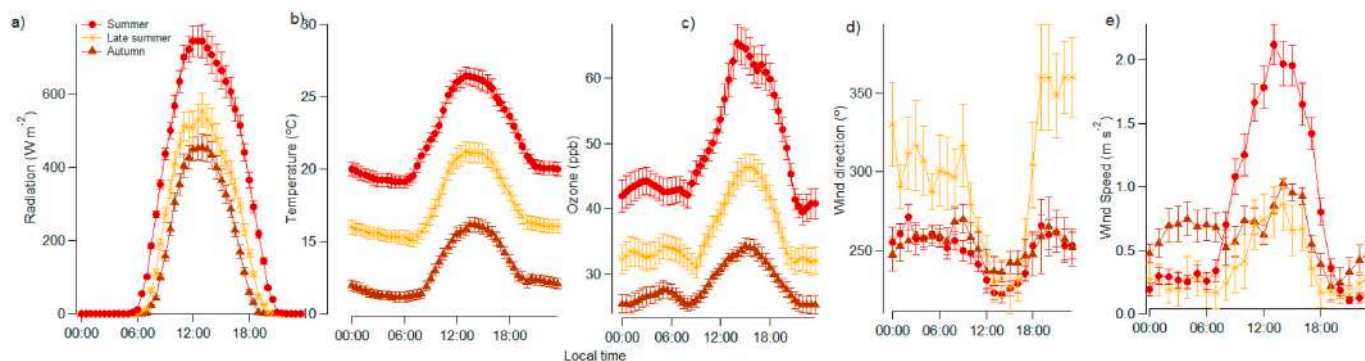 a)
Summer
Late summer
Autumn
Radiation (W m⁻²)
600
400
200
0
00:00 06:00 12:00 18:00
b)
Temperature (°C)
30
25
20
15
10
00:00 06:00 12:00 18:00
c)
Ozone (ppb)
60
50
40
30
00:00 06:00 12:00 18:00
d)
Wind direction (º)
350
300
250
00:00 06:00 12:00 18:00
e)
Wind Speed (m s⁻²)
2.0
1.5
1.0
0.5
0.0
00:00 06:00 12:00 18:00
Local time